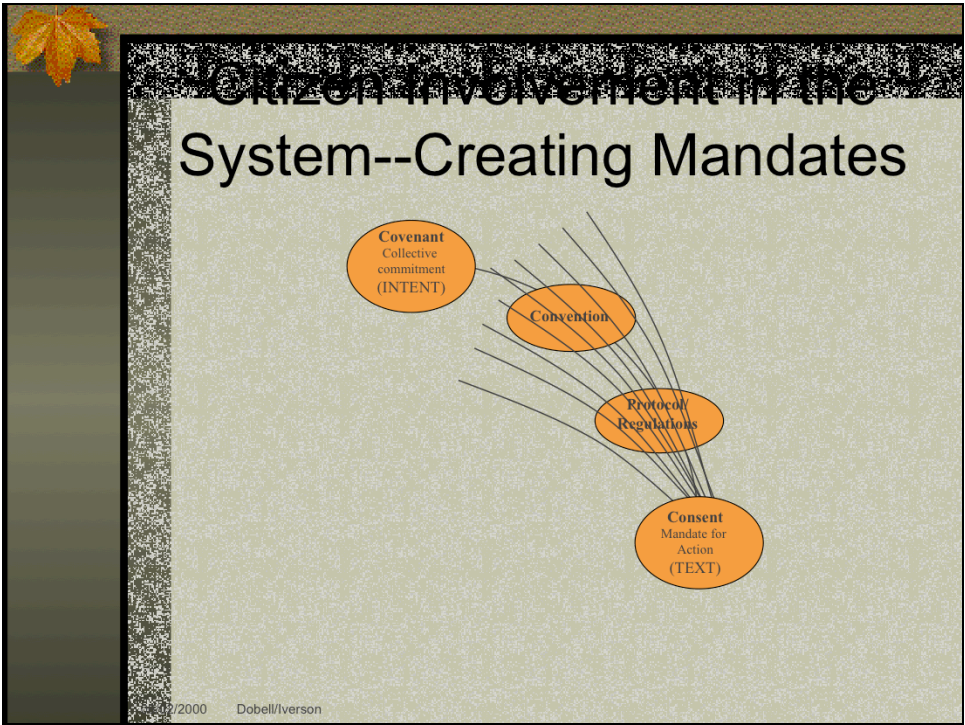 Citizen Involvement in the
System--Creating Mandates
Covenant
Collective
commitment
(INTENT)
Convention
Protocol/
Regulations
Consent
Mandate for
Action
(TEXT)
/2000 Dobell/Iverson